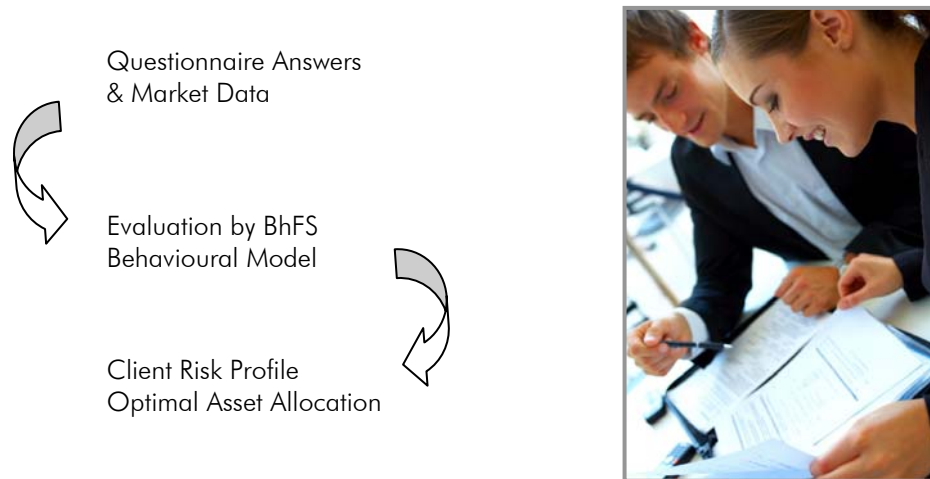 Questionnaire Answers
& Market Data
Evaluation by BhFS
Behavioural Model
Client Risk Profile
Optimal Asset Allocation